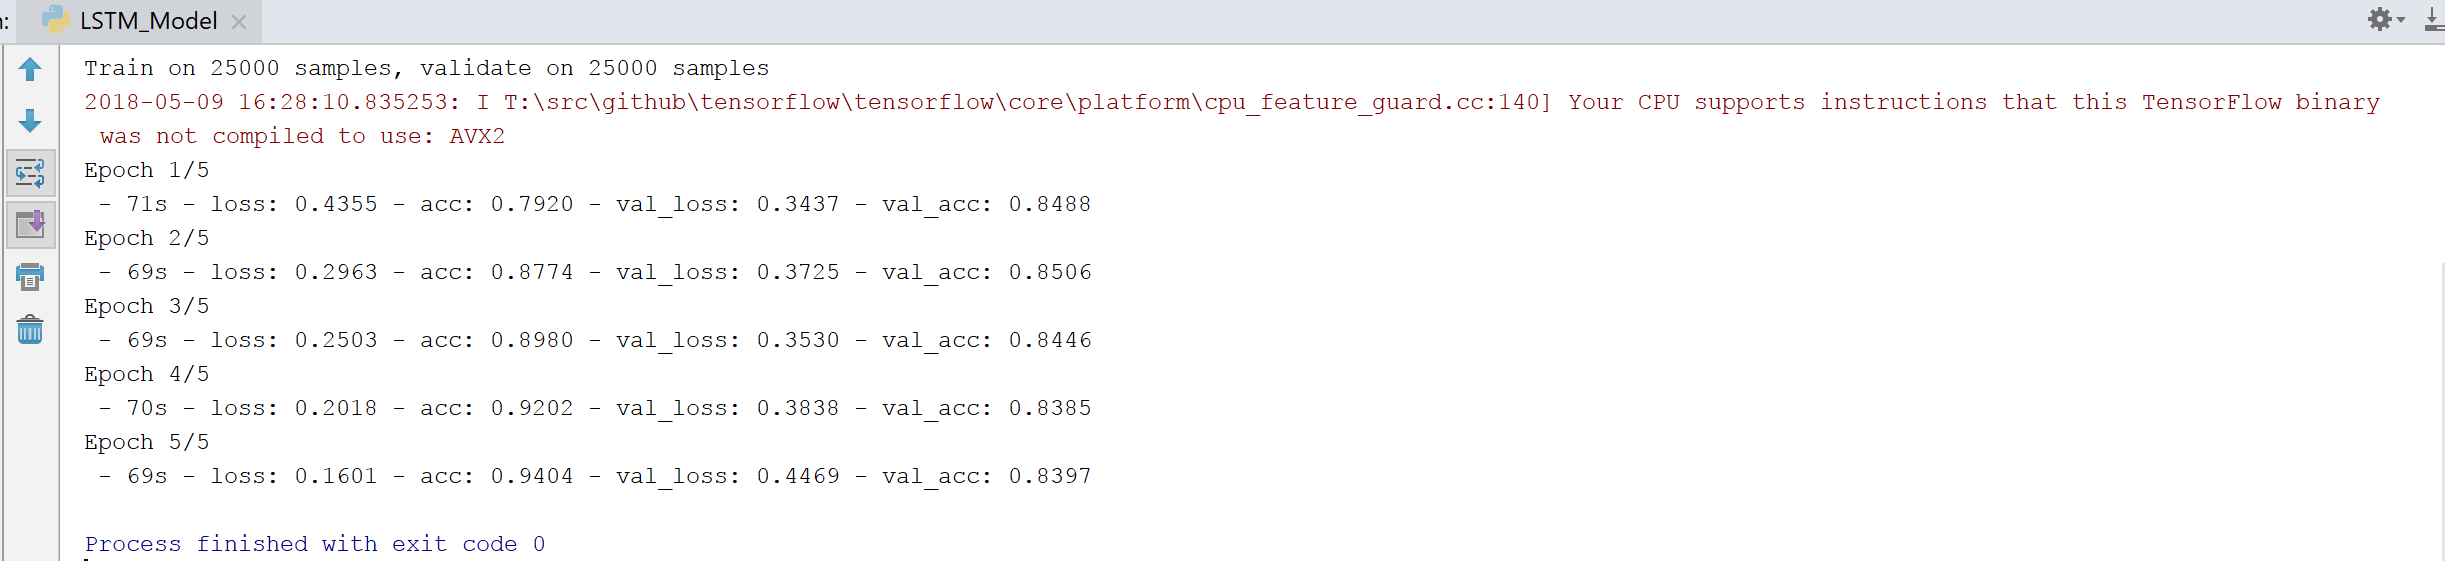 : LSTM_Model
Train on 25000 samples, validate on 25000 samples
2018-05-09 16:28:10.835253: I T:\src\github\tensorflow\tensorflow\core\platform\cpu_feature_guard.cc:140] Your CPU supports instructions that this TensorFlow binary
was not compiled to use: AVX2
Epoch 1/5
- 71s - loss: 0.4355 - acc: 0.7920 - val_loss: 0.3437 - val_acc: 0.8488
Epoch 2/5
- 69s - loss: 0.2963 - acc: 0.8774 - val_loss: 0.3725 - val_acc: 0.8506
Epoch 3/5
- 69s - loss: 0.2503 - acc: 0.8980 - val_loss: 0.3530 - val_acc: 0.8446
Epoch 4/5
- 70s - loss: 0.2018 - acc: 0.9202 - val_loss: 0.3838 - val_acc: 0.8385
Epoch 5/5
- 69s - loss: 0.1601 - acc: 0.9404 - val_loss: 0.4469 - val_acc: 0.8397
Process finished with exit code 0